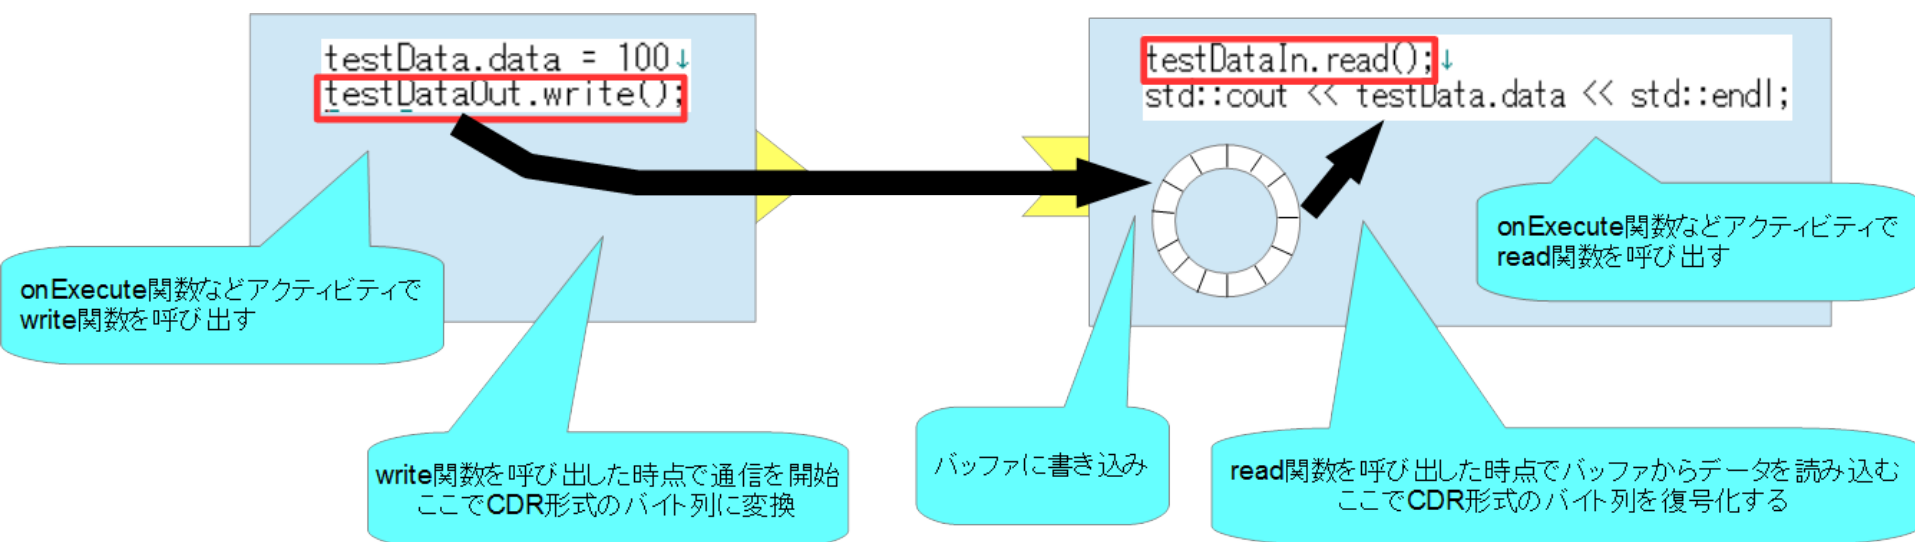 testData.data = 100↓
testDataOut.write();
testDataIn.read();↓
std::cout << testData.data << std::endl;
onExecute関数などアクティビティで
write関数を呼び出す
onExecute関数などアクティビティで
read関数を呼び出す
write関数を呼び出した時点で通信を開始
ここでCDR形式のバイト列に変換
バッファに書き込み
read関数を呼び出した時点でバッファからデータを読み込む
ここでCDR形式のバイト列を復号化する